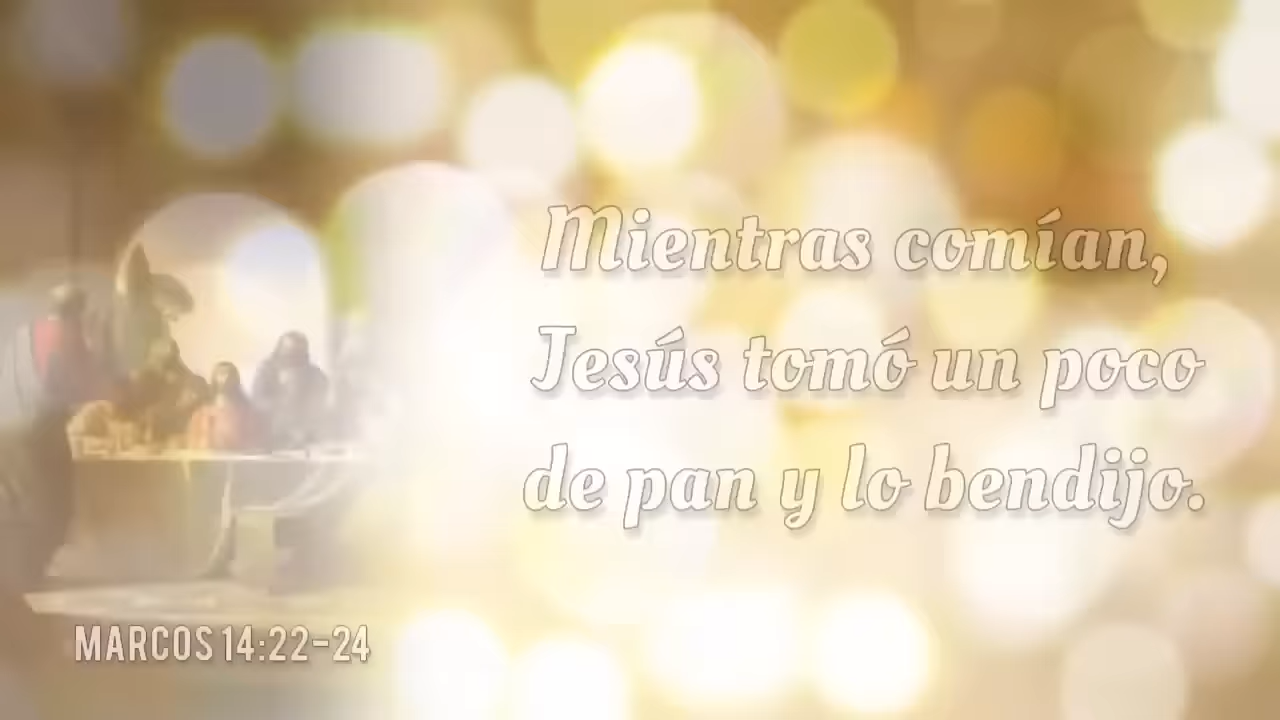 Mientras comían,
Jesús tomó un poco
de pan y lo bendijo.
MARCOS 14:22-24